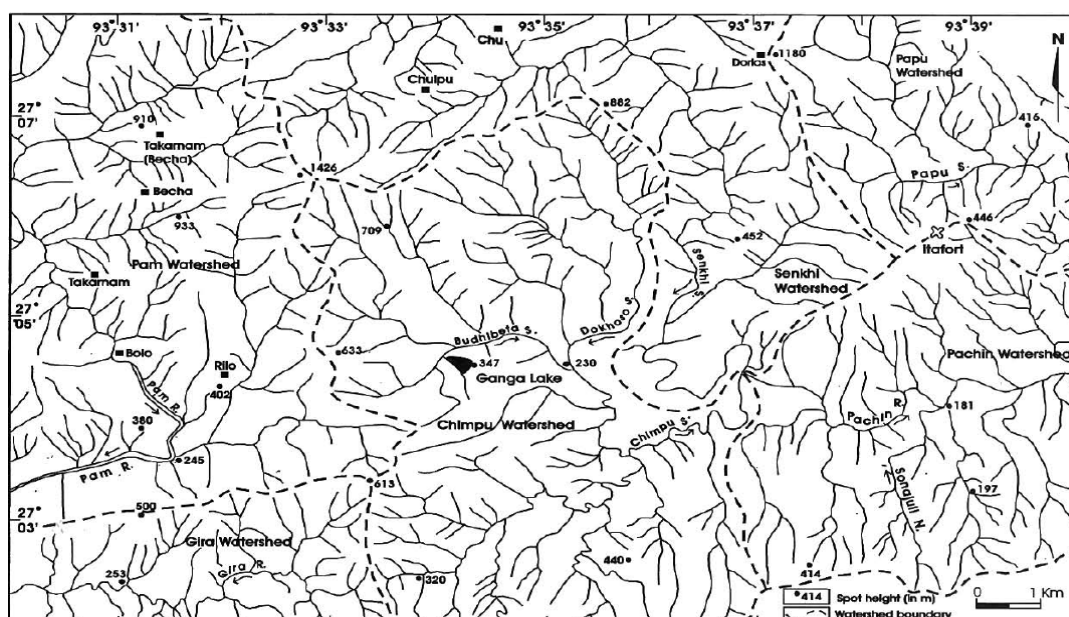 93° 31'
93° 33'
93° 35'
93° 37'
93° 39'
N
Chu
Dorlas
1180
Papu
Watershed
Chulpu
882
27°
07'
910
Takarnam
(Becha)
416
1426
Papu S.
Becha
933
709
446
Itafort
452
Senkhi S.
Pam Watershed
Senkhi
Watershed
Takarnam
27°
05'
Dokhoso S.
Budhibeta S.
Bolo
633
347
230
Pachin Watershed
Rilo
402
Ganga Lake
Pam R.
181
Pachin R.
Chimpu Watershed
380
Chimpu S.
Pam R.
245
613
Sonajuli N.
197
27°
03'
500
Gira Watershed
440
253
Gira R.
320
414
414 Spot height (in m)
Watershed boundary
0 1 Km